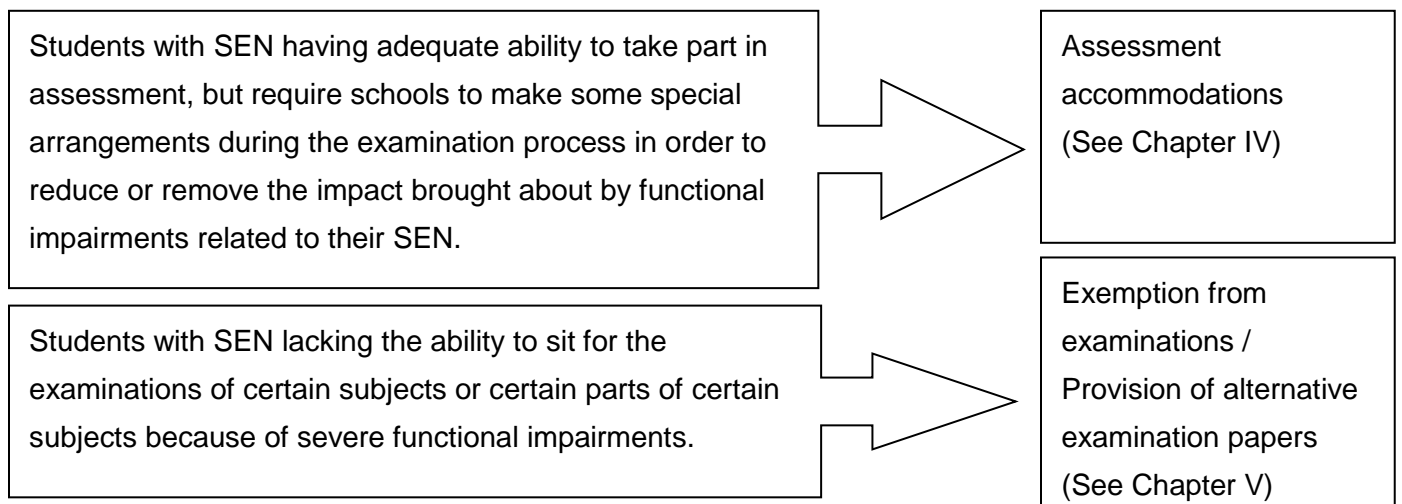 Students with SEN having adequate ability to take part in
assessment, but require schools to make some special
arrangements during the examination process in order to
reduce or remove the impact brought about by functional
impairments related to their SEN.
Assessment
accommodations
(See Chapter IV)
Students with SEN lacking the ability to sit for the
examinations of certain subjects or certain parts of certain
subjects because of severe functional impairments.
Exemption from
examinations /
Provision of alternative
examination papers
(See Chapter V)